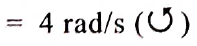 = 4 rad/s (↺)